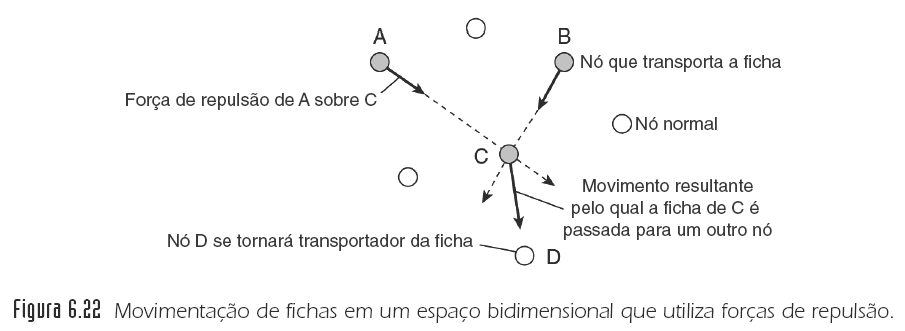 A
B
Nó que transporta a ficha
Força de repulsão de A sobre C
Nó normal
C
Movimento resultante
pelo qual a ficha de C é
passada para um outro nó
Nó D se tornará transportador da ficha
D
Figura 6.22 Movimentação de fichas em um espaço bidimensional que utiliza forças de repulsão.